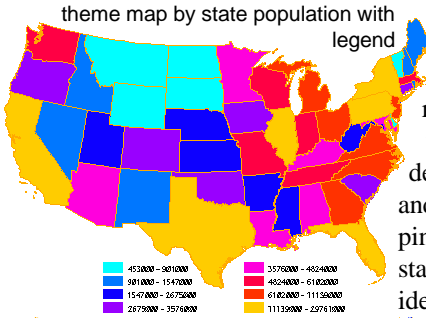 theme map by state population with
legend
de
and
pin
sta
ide
453000 - 901000
901000 - 1547000
1547000 - 2675000
2675000 - 3576000
3576000 - 4824000
4824000 - 6102000
6102000 - 11139000
11139000 - 29761000